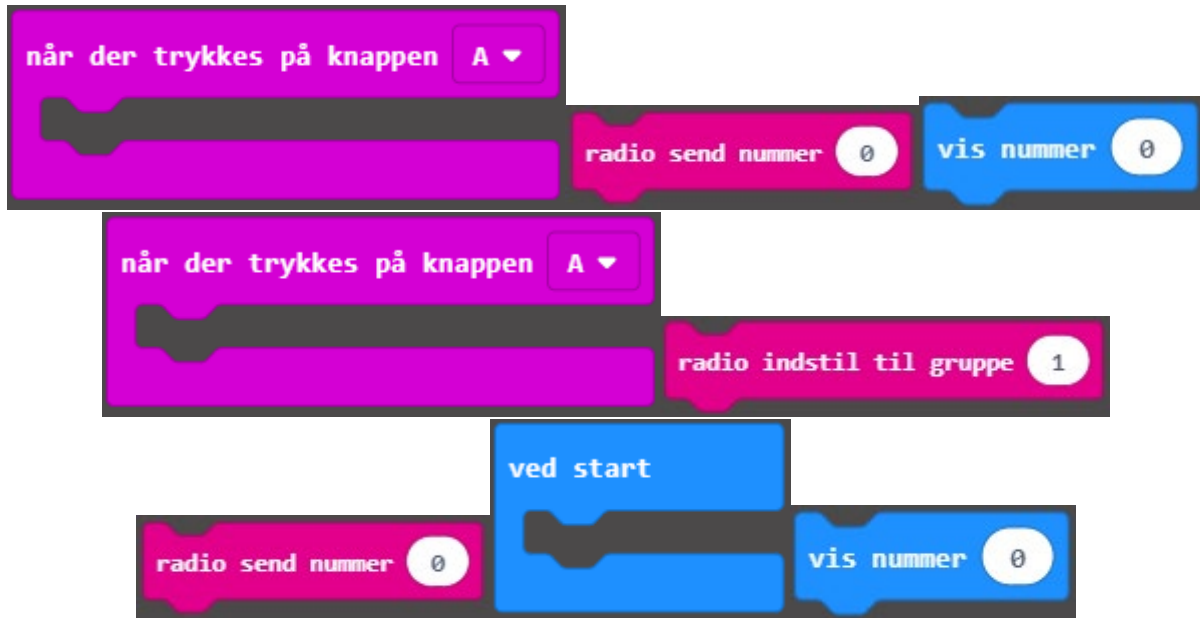 når der trykkes på knappen A
radio send nummer 0
vis nummer 0
når der trykkes på knappen A
radio indstil til gruppe 1
ved start
radio send nummer 0
vis nummer 0